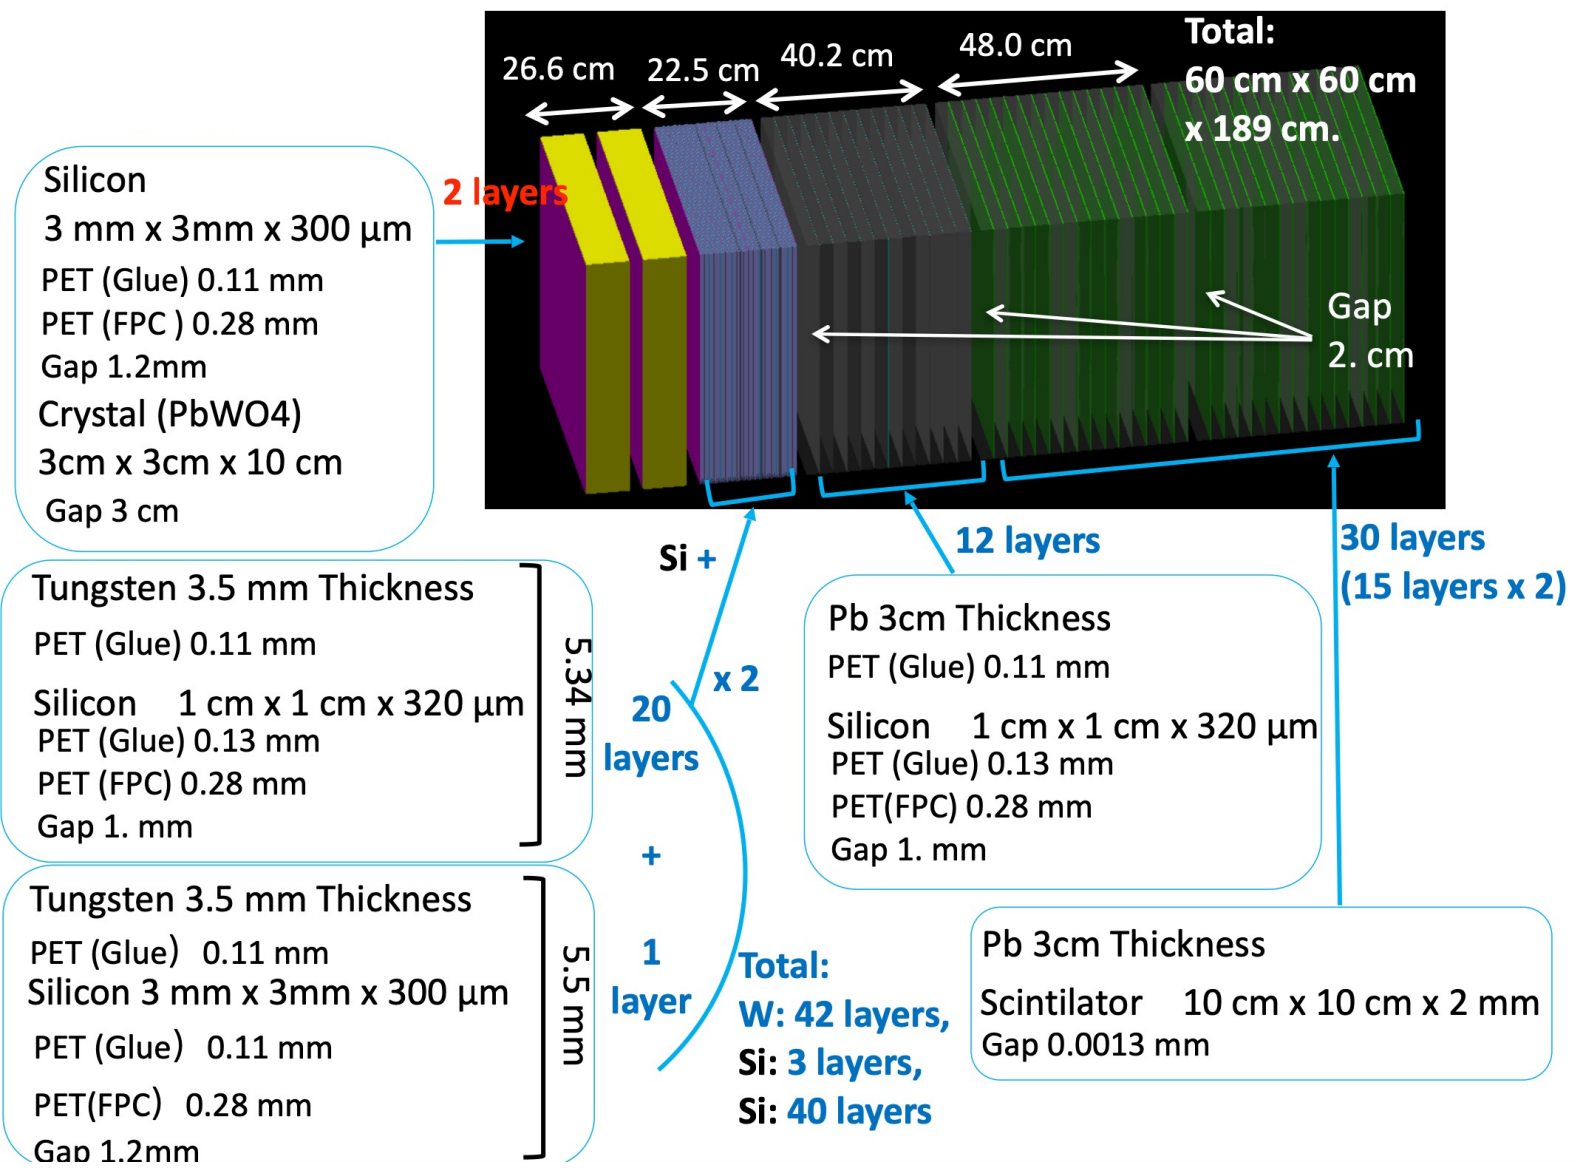 26.6 cm
22.5 cm
40.2 cm
48.0 cm
Total:
60 cm x 60 cm
x 189 cm.
Silicon
3 mm x 3mm x 300 µm
PET (Glue) 0.11 mm
PET (FPC ) 0.28 mm
Gap 1.2mm
Crystal (PbWO4)
3cm x 3cm x 10 cm
Gap 3 cm
2 layers
Gap
2. cm
Si +
x 2
12 layers
30 layers
(15 layers x 2)
Tungsten 3.5 mm Thickness
PET (Glue) 0.11 mm
Silicon 1 cm x 1 cm x 320 µm
PET (Glue) 0.13 mm
PET (FPC) 0.28 mm
Gap 1. mm
5.34 mm
20
layers
+
1
layer
Tungsten 3.5 mm Thickness
PET (Glue) 0.11 mm
Silicon 3 mm x 3mm x 300 µm
PET (Glue) 0.11 mm
PET(FPC) 0.28 mm
Gap 1.2mm
5.5 mm
Total:
W: 42 layers,
Si: 3 layers,
Si: 40 layers
Pb 3cm Thickness
PET (Glue) 0.11 mm
Silicon 1 cm x 1 cm x 320 µm
PET (Glue) 0.13 mm
PET(FPC) 0.28 mm
Gap 1. mm
Pb 3cm Thickness
Scintilator 10 cm x 10 cm x 2 mm
Gap 0.0013 mm